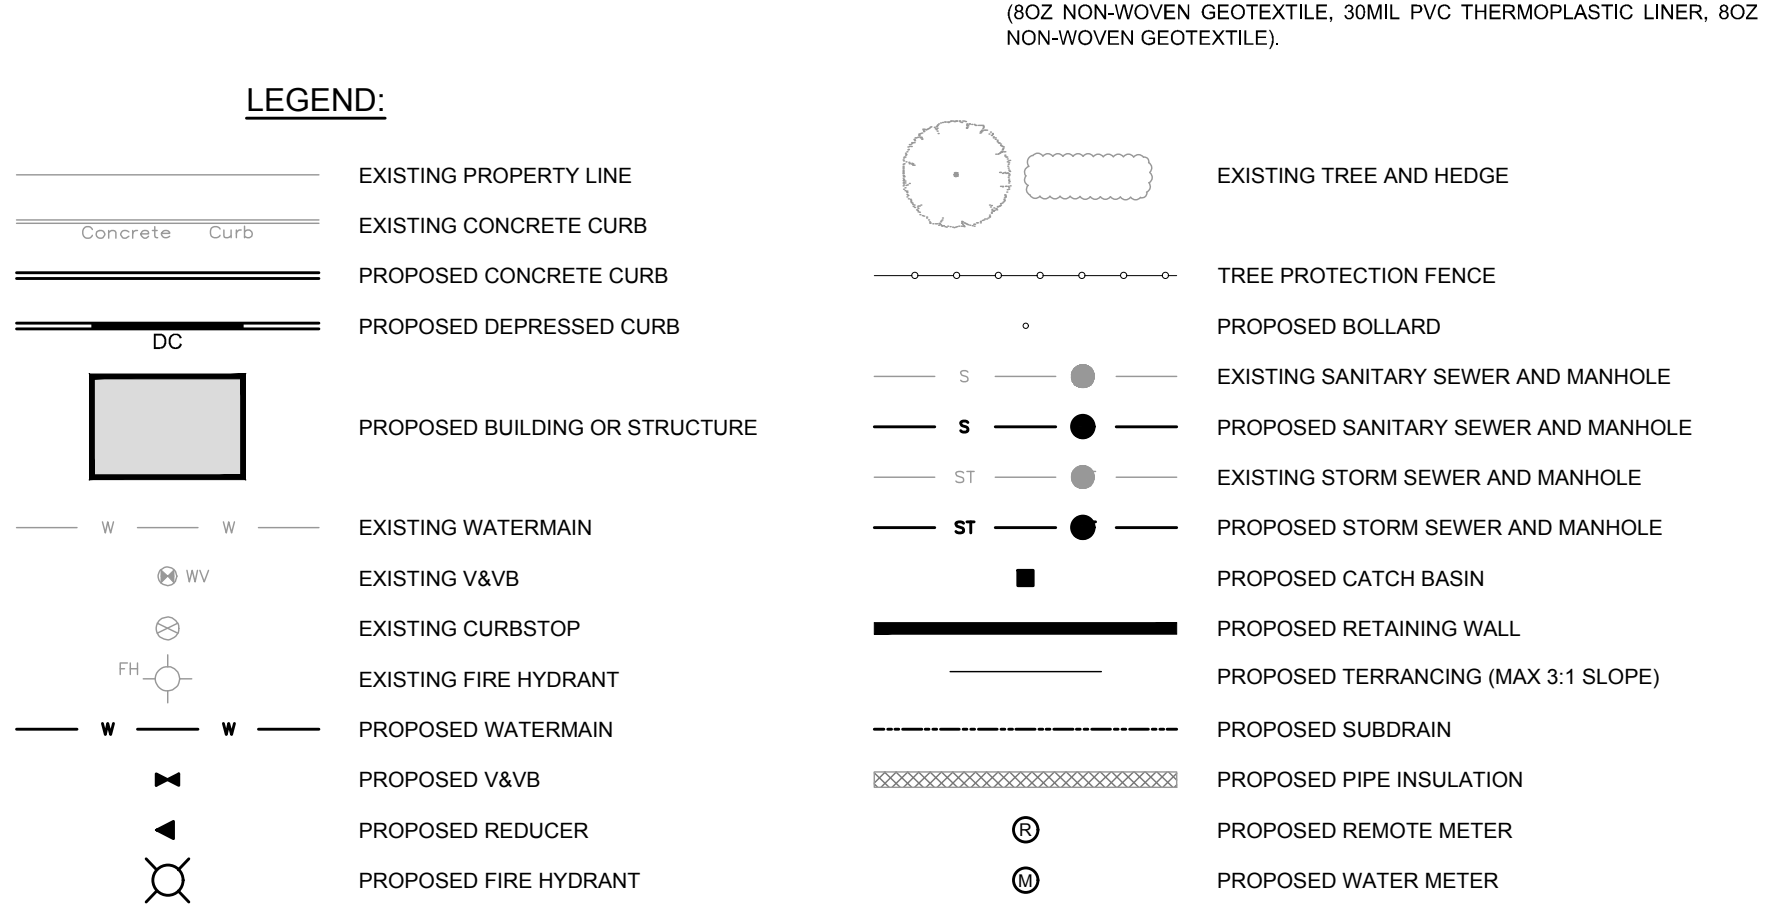 (8OZ NON-WOVEN GEOTEXTILE, 30MIL PVC THERMOPLASTIC LINER, 8OZ
NON-WOVEN GEOTEXTILE).
LEGEND:
EXISTING PROPERTY LINE
Concrete Curb
EXISTING CONCRETE CURB
PROPOSED CONCRETE CURB
DC
PROPOSED DEPRESSED CURB
PROPOSED BUILDING OR STRUCTURE
W W
EXISTING WATERMAIN
WV
EXISTING V&VB
EXISTING CURBSTOP
FH
EXISTING FIRE HYDRANT
W W
PROPOSED WATERMAIN
PROPOSED V&VB
PROPOSED REDUCER
PROPOSED FIRE HYDRANT
EXISTING TREE AND HEDGE
TREE PROTECTION FENCE
PROPOSED BOLLARD
S
EXISTING SANITARY SEWER AND MANHOLE
S
PROPOSED SANITARY SEWER AND MANHOLE
ST
EXISTING STORM SEWER AND MANHOLE
ST
PROPOSED STORM SEWER AND MANHOLE
PROPOSED CATCH BASIN
PROPOSED RETAINING WALL
PROPOSED TERRANCING (MAX 3:1 SLOPE)
PROPOSED SUBDRAIN
PROPOSED PIPE INSULATION
R
PROPOSED REMOTE METER
M
PROPOSED WATER METER